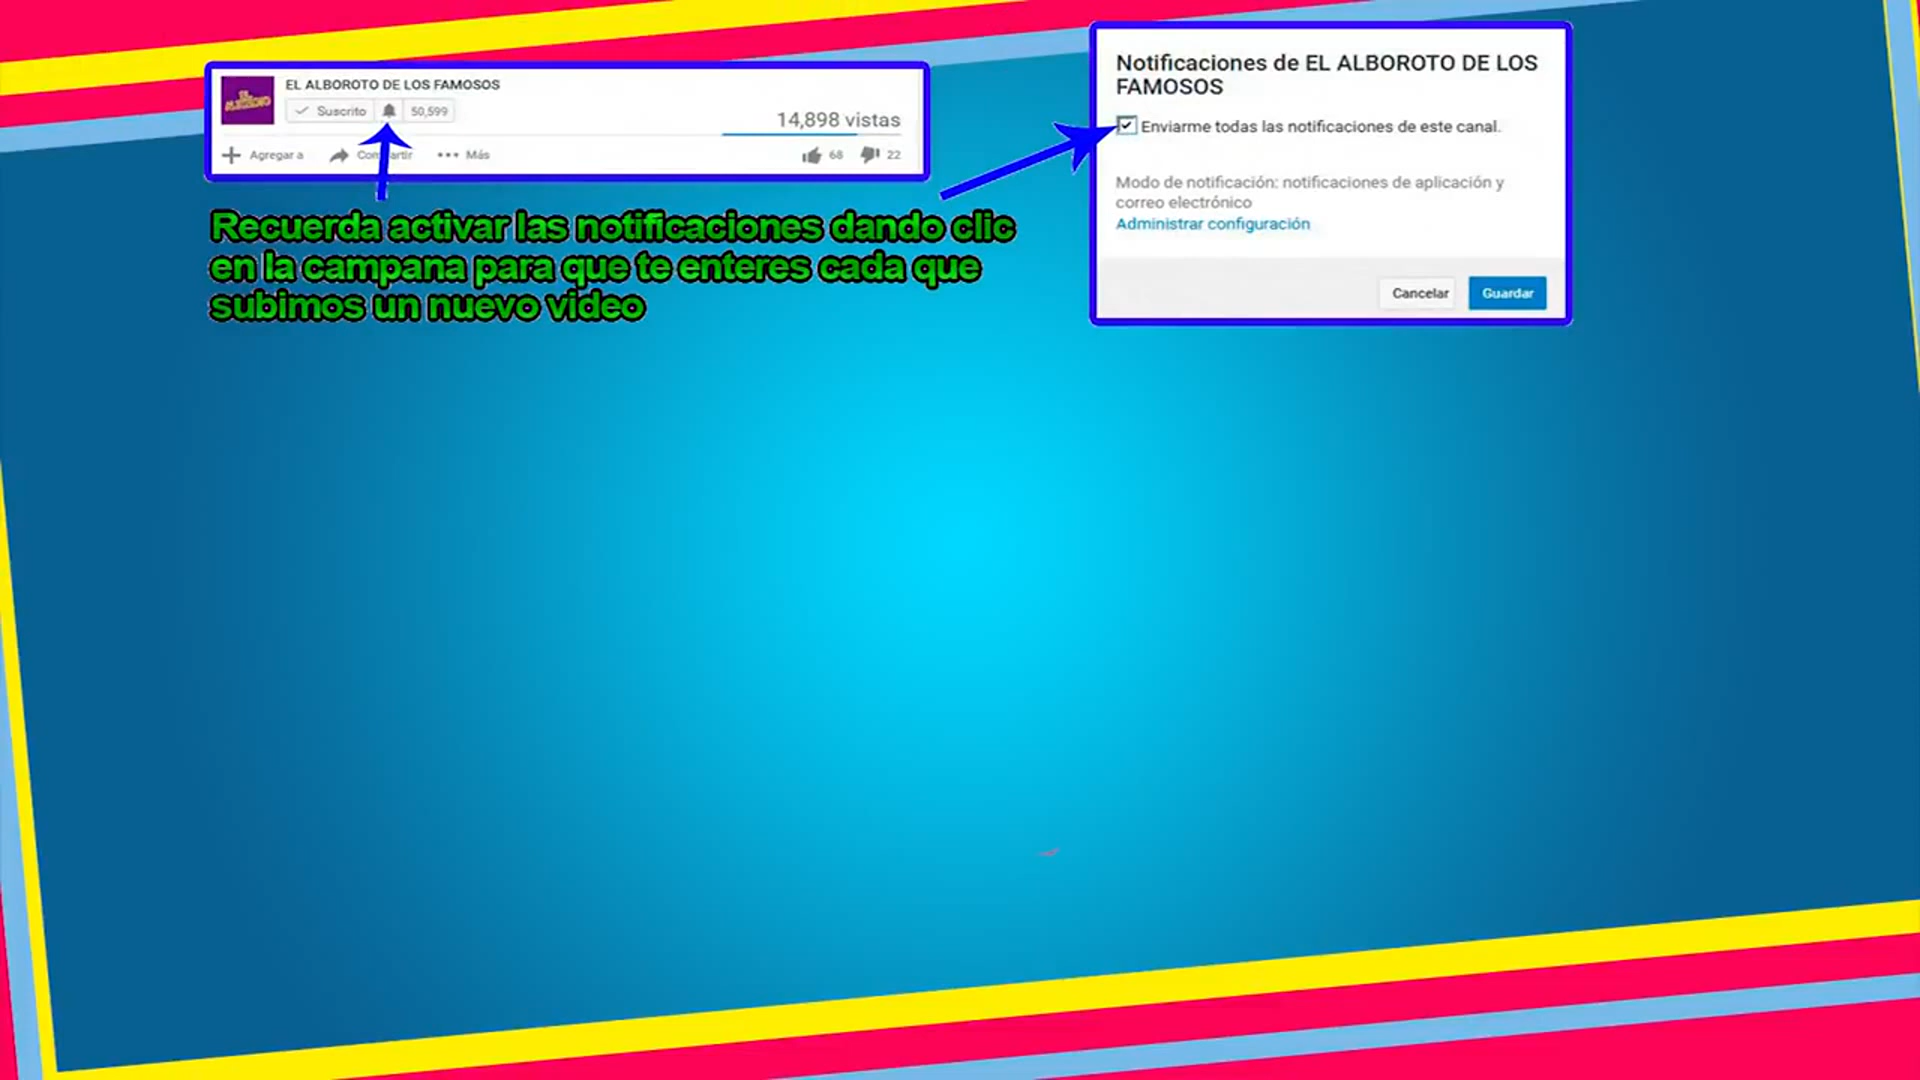 EL ALBOROTO DE LOS FAMOSOS
EL
ALBOROTO
Suscrito 50,599
14,898 vistas
Agregar a Compartir Más 68 22
Recuerda activar las notificaciones dando clic
en la campana para que te enteres cada que
subimos un nuevo video
Notificaciones de EL ALBOROTO DE LOS
FAMOSOS
Enviarme todas las notificaciones de este canal.
Modo de notificación: notificaciones de aplicación y
correo electrónico
Administrar configuración
Cancelar Guardar